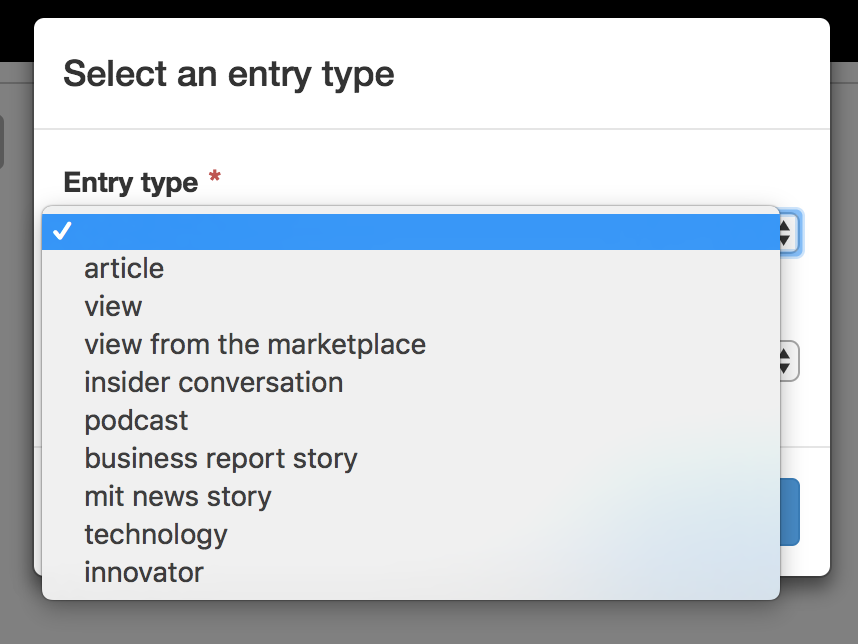 Select an entry type
Entry type *
article
view
view from the marketplace
insider conversation
podcast
business report story
mit news story
technology
innovator